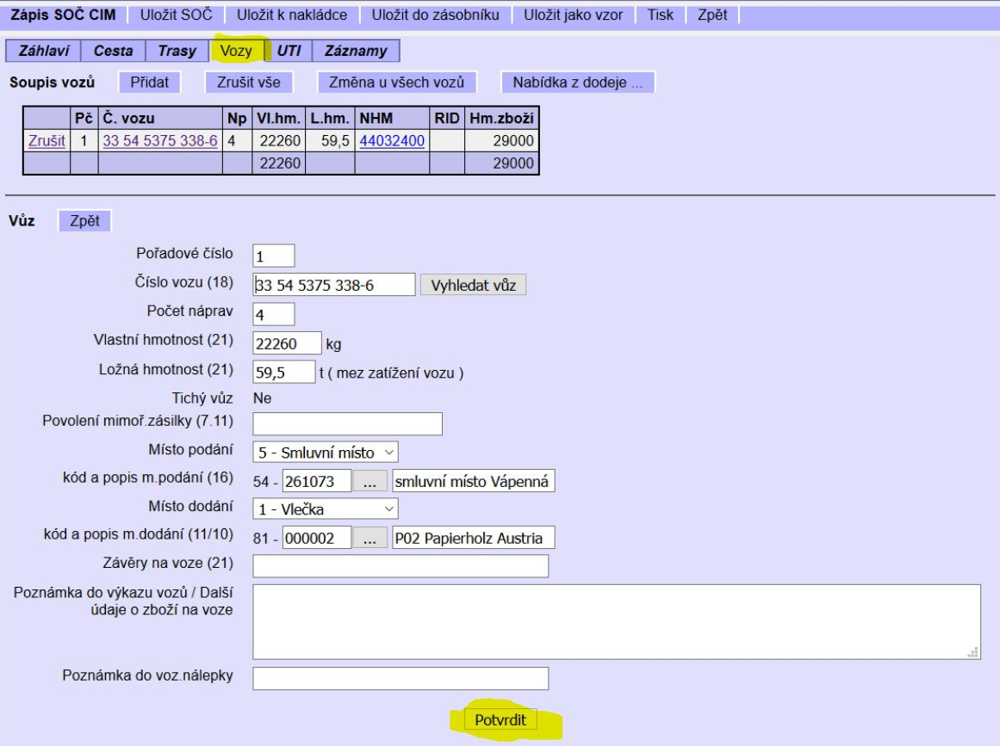 Zápis SOČ CIM Uložit SOČ Uložit k nakládce Uložit do zásobníku Uložit jako vzor Tisk Zpět
Záhlaví Cesta Trasy Vozy UTI Záznamy
Soupis vozů Přidat Zrušit vše Změna u všech vozů Nabídka z dodeje ...
Pč Č. vozu Np Vl.hm. L.hm. NHM RID Hm.zboží
Zrušit 1 33 54 5375 338-6 4 22260 59,5 44032400 29000
22260 29000
Vůz Zpět
Pořadové číslo 1
Číslo vozu (18) 33 54 5375 338-6 Vyhledat vůz
Počet náprav 4
Vlastní hmotnost (21) 22260 kg
Ložná hmotnost (21) 59,5 t ( mez zatížení vozu )
Tichý vůz Ne
Povolení mimoř.zásilky (7.11)
Místo podání 5 - Smluvní místo
kód a popis m.podání (16) 54 - 261073 ... smluvní místo Vápenná
Místo dodání 1 - Vlečka
kód a popis m.dodání (11/10) 81 - 000002 ... P02 Papierholz Austria
Závěry na voze (21)
Poznámka do výkazu vozů / Další
údaje o zboží na voze
Poznámka do voz.nálepky
Potvrdit